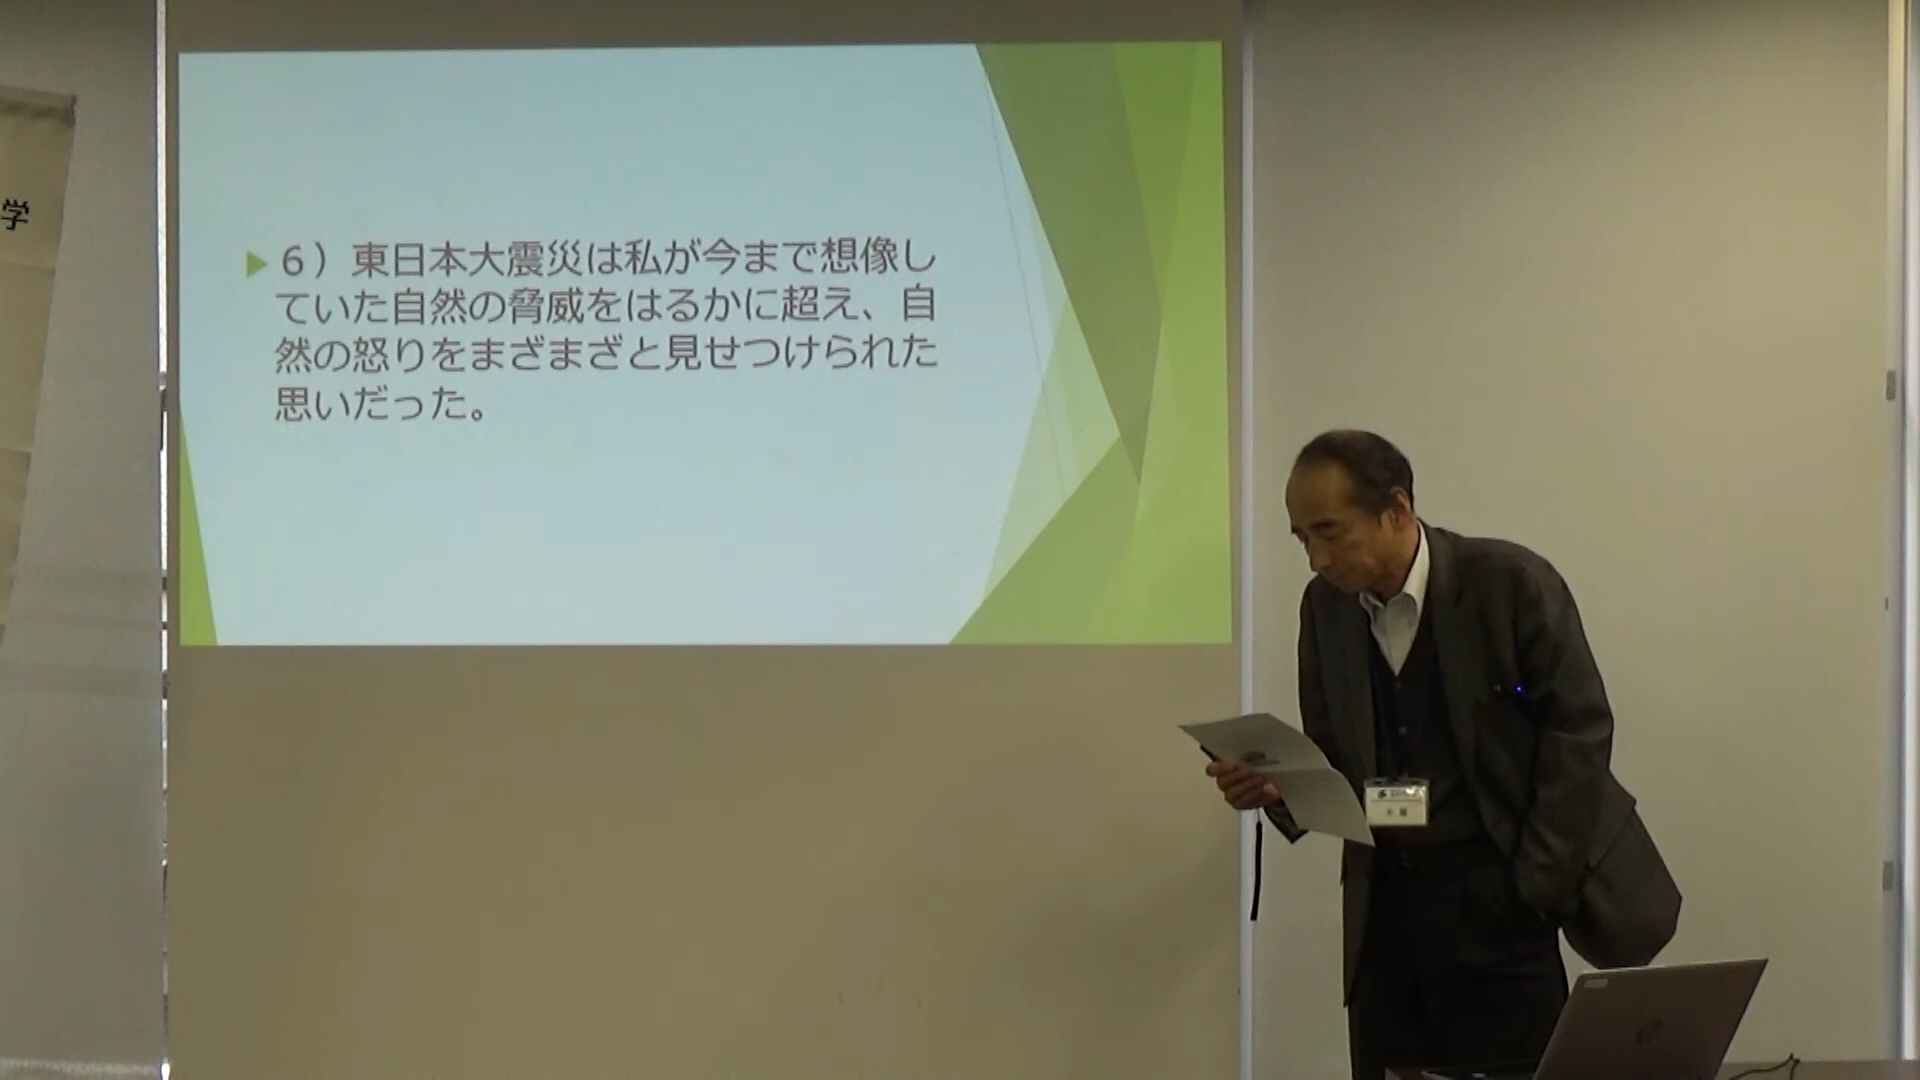 学
6）東日本大震災は私が今まで想像し
ていた自然の脅威をはるかに超え、自
然の怒りをまざまざと見せつけられた
思いだった。